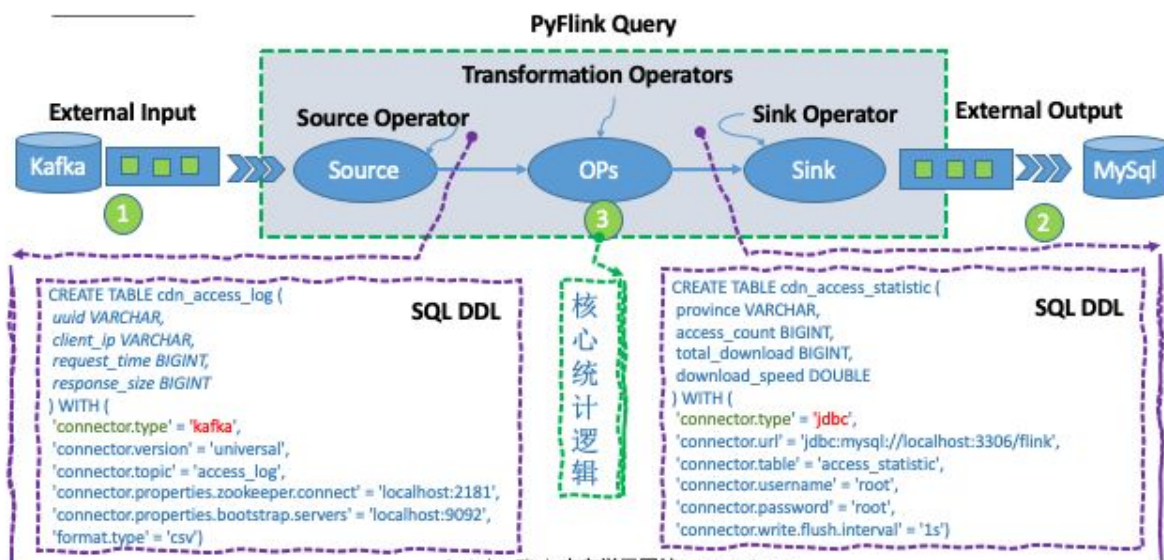 PyFlink Query
Transformation Operators
External Input
Source Operator
Sink Operator
External Output
Kafka
Source
OPs
Sink
MySql
1
3
2
CREATE TABLE cdn_access_log (
uuid VARCHAR,
client_ip VARCHAR,
request_time BIGINT,
response_size BIGINT
) WITH (
'connector.type' = 'kafka',
'connector.version' = 'universal',
'connector.topic' = 'access_log',
'connector.properties.zookeeper.connect' = 'localhost:2181',
'connector.properties.bootstrap.servers' = 'localhost:9092',
'format.type' = 'csv')
SQL DDL
核心统计逻辑
CREATE TABLE cdn_access_statistic (
province VARCHAR,
access_count BIGINT,
total_download BIGINT,
download_speed DOUBLE
) WITH (
'connector.type' = 'jdbc',
'connector.url' = 'jdbc:mysql://localhost:3306/flink',
'connector.table' = 'access_statistic',
'connector.username' = 'root',
'connector.password' = 'root',
'connector.write.flush.interval' = '1s')
SQL DDL